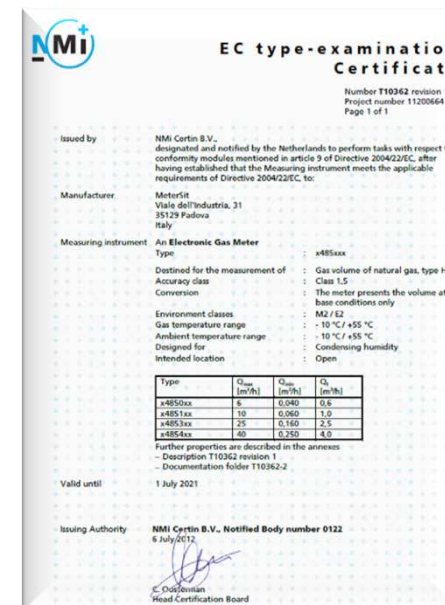 NMi
EC type-examinatio
Certificat
Number T10362 revision
Project number 11200664
Page 1 of 1
Issued by NMi Certin B.V.,
designated and notified by the Netherlands to perform tasks with respect t
conformity modules mentioned in article 9 of Directive 2004/22/EC, after
having established that the Measuring instrument meets the applicable
requirements of Directive 2004/22/EC, to:
Manufacturer MeterSit
Viale dell'Industria, 31
35129 Padova
Italy
Measuring instrument An Electronic Gas Meter
Type : x485xxx
Destined for the measurement of : Gas volume of natural gas, type H
Accuracy class : Class 1.5
Conversion : The meter presents the volume at
base conditions only
Environment classes : M2 / E2
Gas temperature range : - 10 °C / +55 °C
Ambient temperature range : - 10 °C / +55 °C
Designed for : Condensing humidity
Intended location : Open
Type Qmax [m³/h] Qmin [m³/h] Qt [m³/h]
x4850xx 6 0,040 0,6
x4851xx 10 0,060 1,0
x4853xx 25 0,160 2,5
x4854xx 40 0,250 4,0
Further properties are described in the annexes
– Description T10362 revision 1
– Documentation folder T10362-2
Valid until 1 July 2021
Issuing Authority NMi Certin B.V., Notified Body number 0122
6 July 2012
C. Oosterman
Head Certification Board